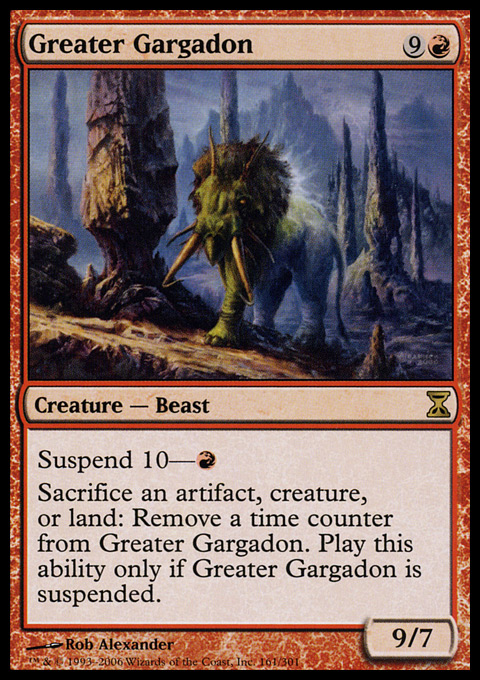 Greater Gargadon 9
Creature — Beast
Suspend 10—
Sacrifice an artifact, creature,
or land: Remove a time counter
from Greater Gargadon. Play this
ability only if Greater Gargadon is
suspended.
9/7
Rob Alexander
™ & © 1993–2006 Wizards of the Coast, Inc. 161/301